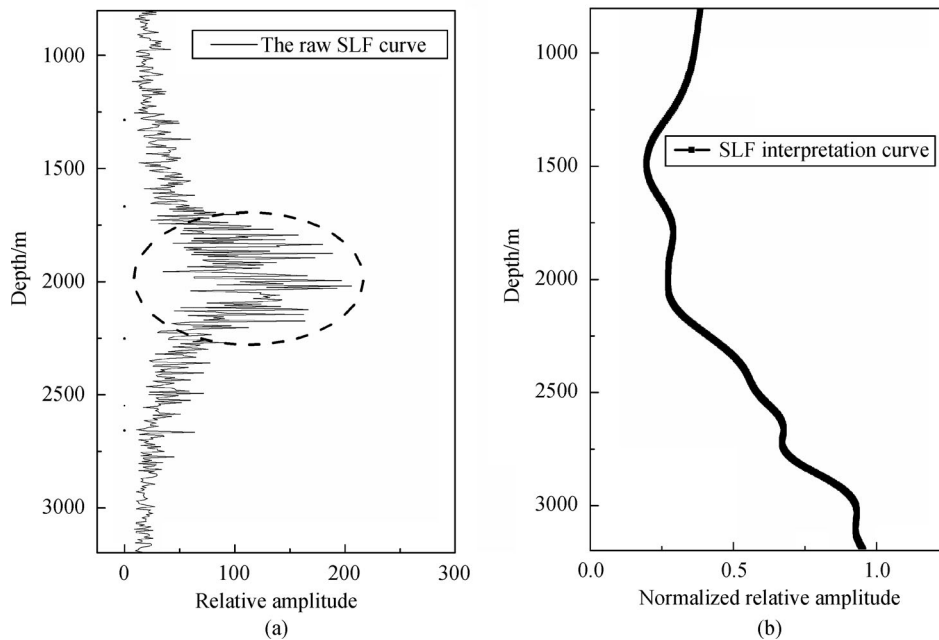 The raw SLF curve
1000
1500
2000
2500
3000
Depth/m
0 100 200 300
Relative amplitude
(a)
SLF interpretation curve
1000
1500
2000
2500
3000
Depth/m
0.0 0.5 1.0
Normalized relative amplitude
(b)